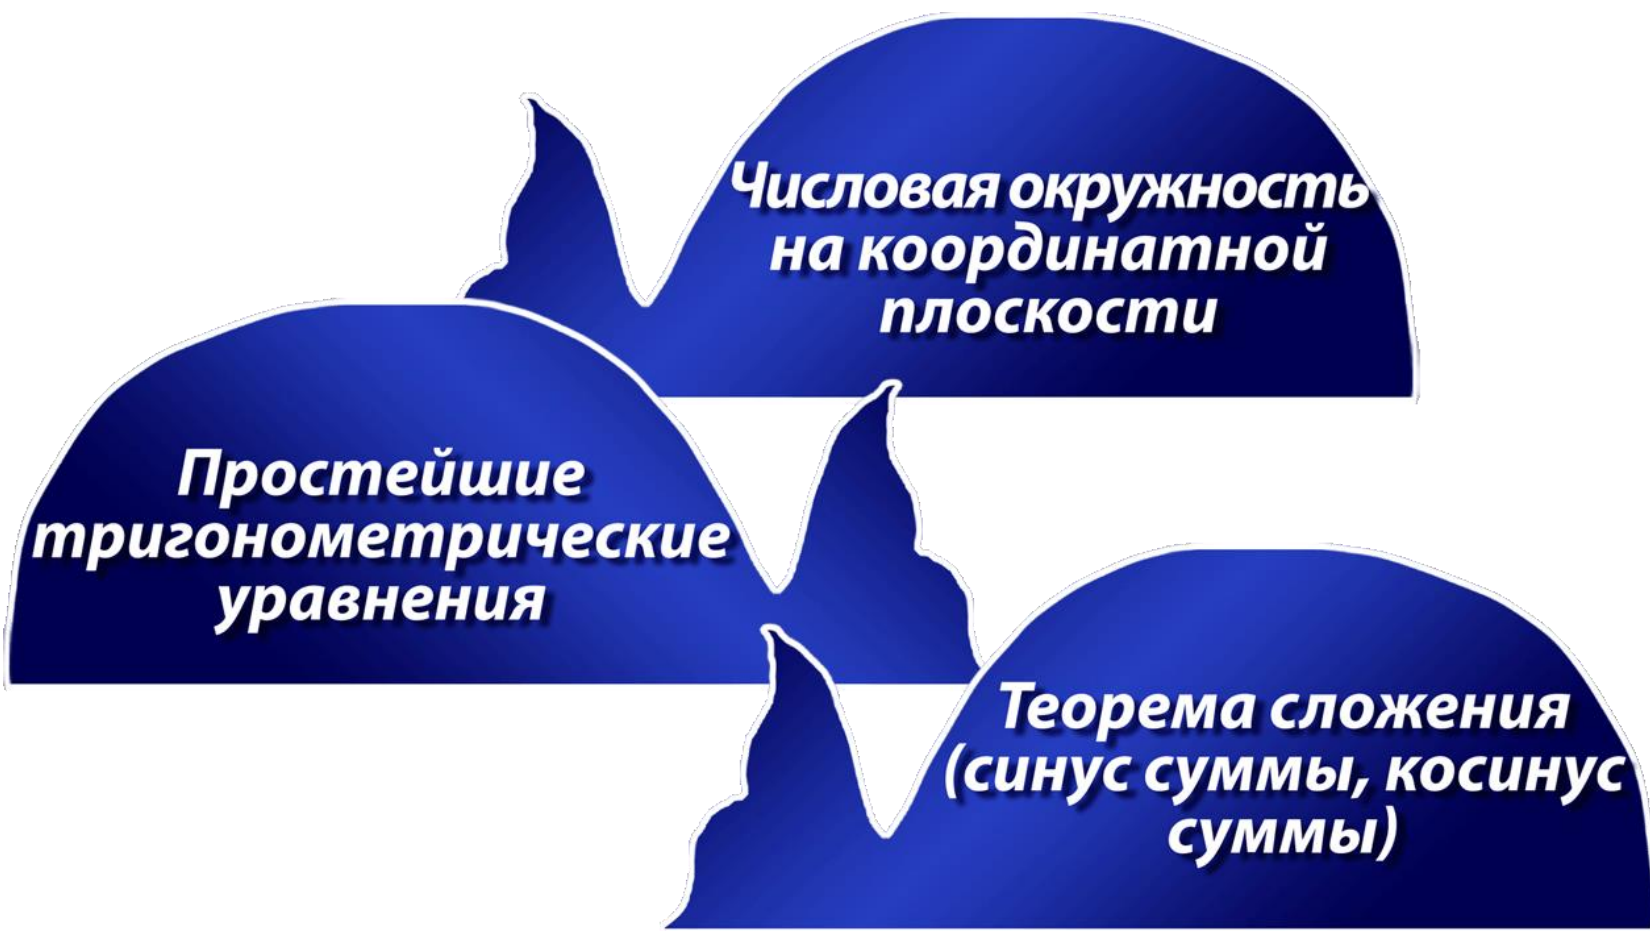 Числовая окружность
на координатной
плоскости
Простейшие
тригонометрические
уравнения
Теорема сложения
(синус суммы, косинус
суммы)